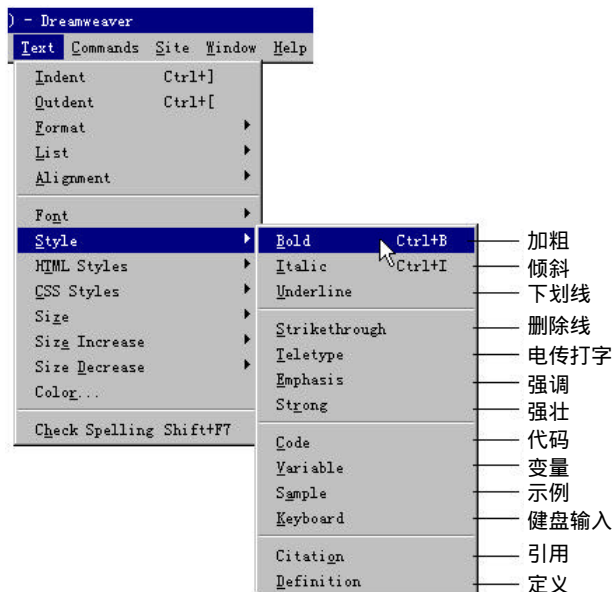 ) - Dreamweaver
Text Commands Site Window Help
Indent Ctrl+]
Outdent Ctrl+[
Format
List
Alignment
Font
Style
HTML Styles
CSS Styles
Size
Size Increase
Size Decrease
Color...
Check Spelling Shift+F7
Bold Ctrl+B 加粗
Italic Ctrl+I 倾斜
Underline 下划线
Strikethrough 删除线
Teletype 电传打字
Emphasis 强调
Strong 强壮
Code 代码
Variable 变量
Sample 示例
Keyboard 健盘输入
Citation 引用
Definition 定义